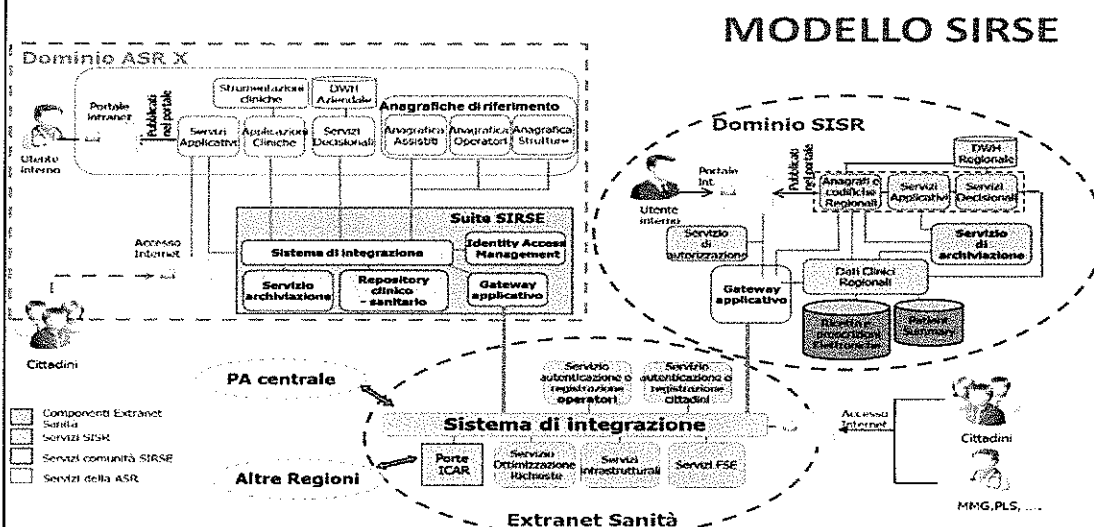 MODELLO SIRSE
Dominio ASR X
Utente
interno
Portale
Intranet
Pubblicati
nel portale
Strumentazioni
cliniche
DWH
Aziendale
Anagrafiche di riferimento
Servizi
Applicativi
Applicazioni
Cliniche
Servizi
Decisionali
Anagrafica
Assistiti
Anagrafica
Operatori
Anagrafica
Strutture
Suite SIRSE
Sistema di integrazione
Identity Access
Management
Servizio
archiviazione
Repository
clinico
- sanitario
Gateway
applicativo
Accesso
Internet
Cittadini
Dominio SISR
Utente
interno
Portale
Int
Pubblicati
nel portale
DWH
Regionale
Anagrafi e
codifiche
Regionali
Servizi
Applicativi
Servizi
Decisionali
Servizio
di
autorizzazione
Servizio
di
archiviazione
Gateway
applicativo
Dati Clinici
Regionali
Ricette e
prescrizioni
Elettroniche
Patient
Summary
PA centrale
Altre Regioni
Servizio
autenticazione e
registrazione
operatori
Servizio
autenticazione e
registrazione
cittadini
Sistema di integrazione
Porte
ICAR
Servizio
Ottimizzazione
Richieste
Servizi
infrastrutturali
Servizi FSE
Extranet Sanità
Accesso
Internet
Cittadini
MMG,PLS, ....
Componenti Extranet
Sanità
Servizi SISR
Servizi comunità SIRSE
Servizi della ASR